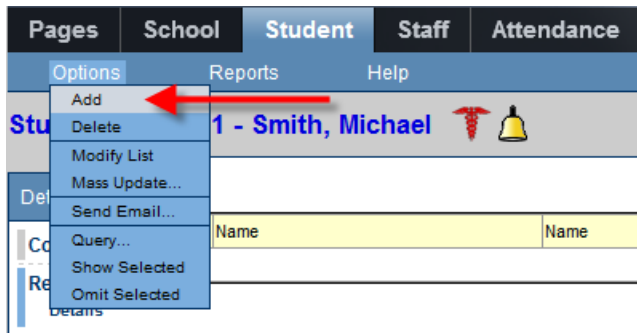 Pages School Student Staff Attendance
Options Reports Help
Add
Stu 1 - Smith, Michael
Delete
Modify List
Mass Update...
Def
Send Email...
Name Name
Query...
Co
Show Selected
Re
Omit Selected
Details